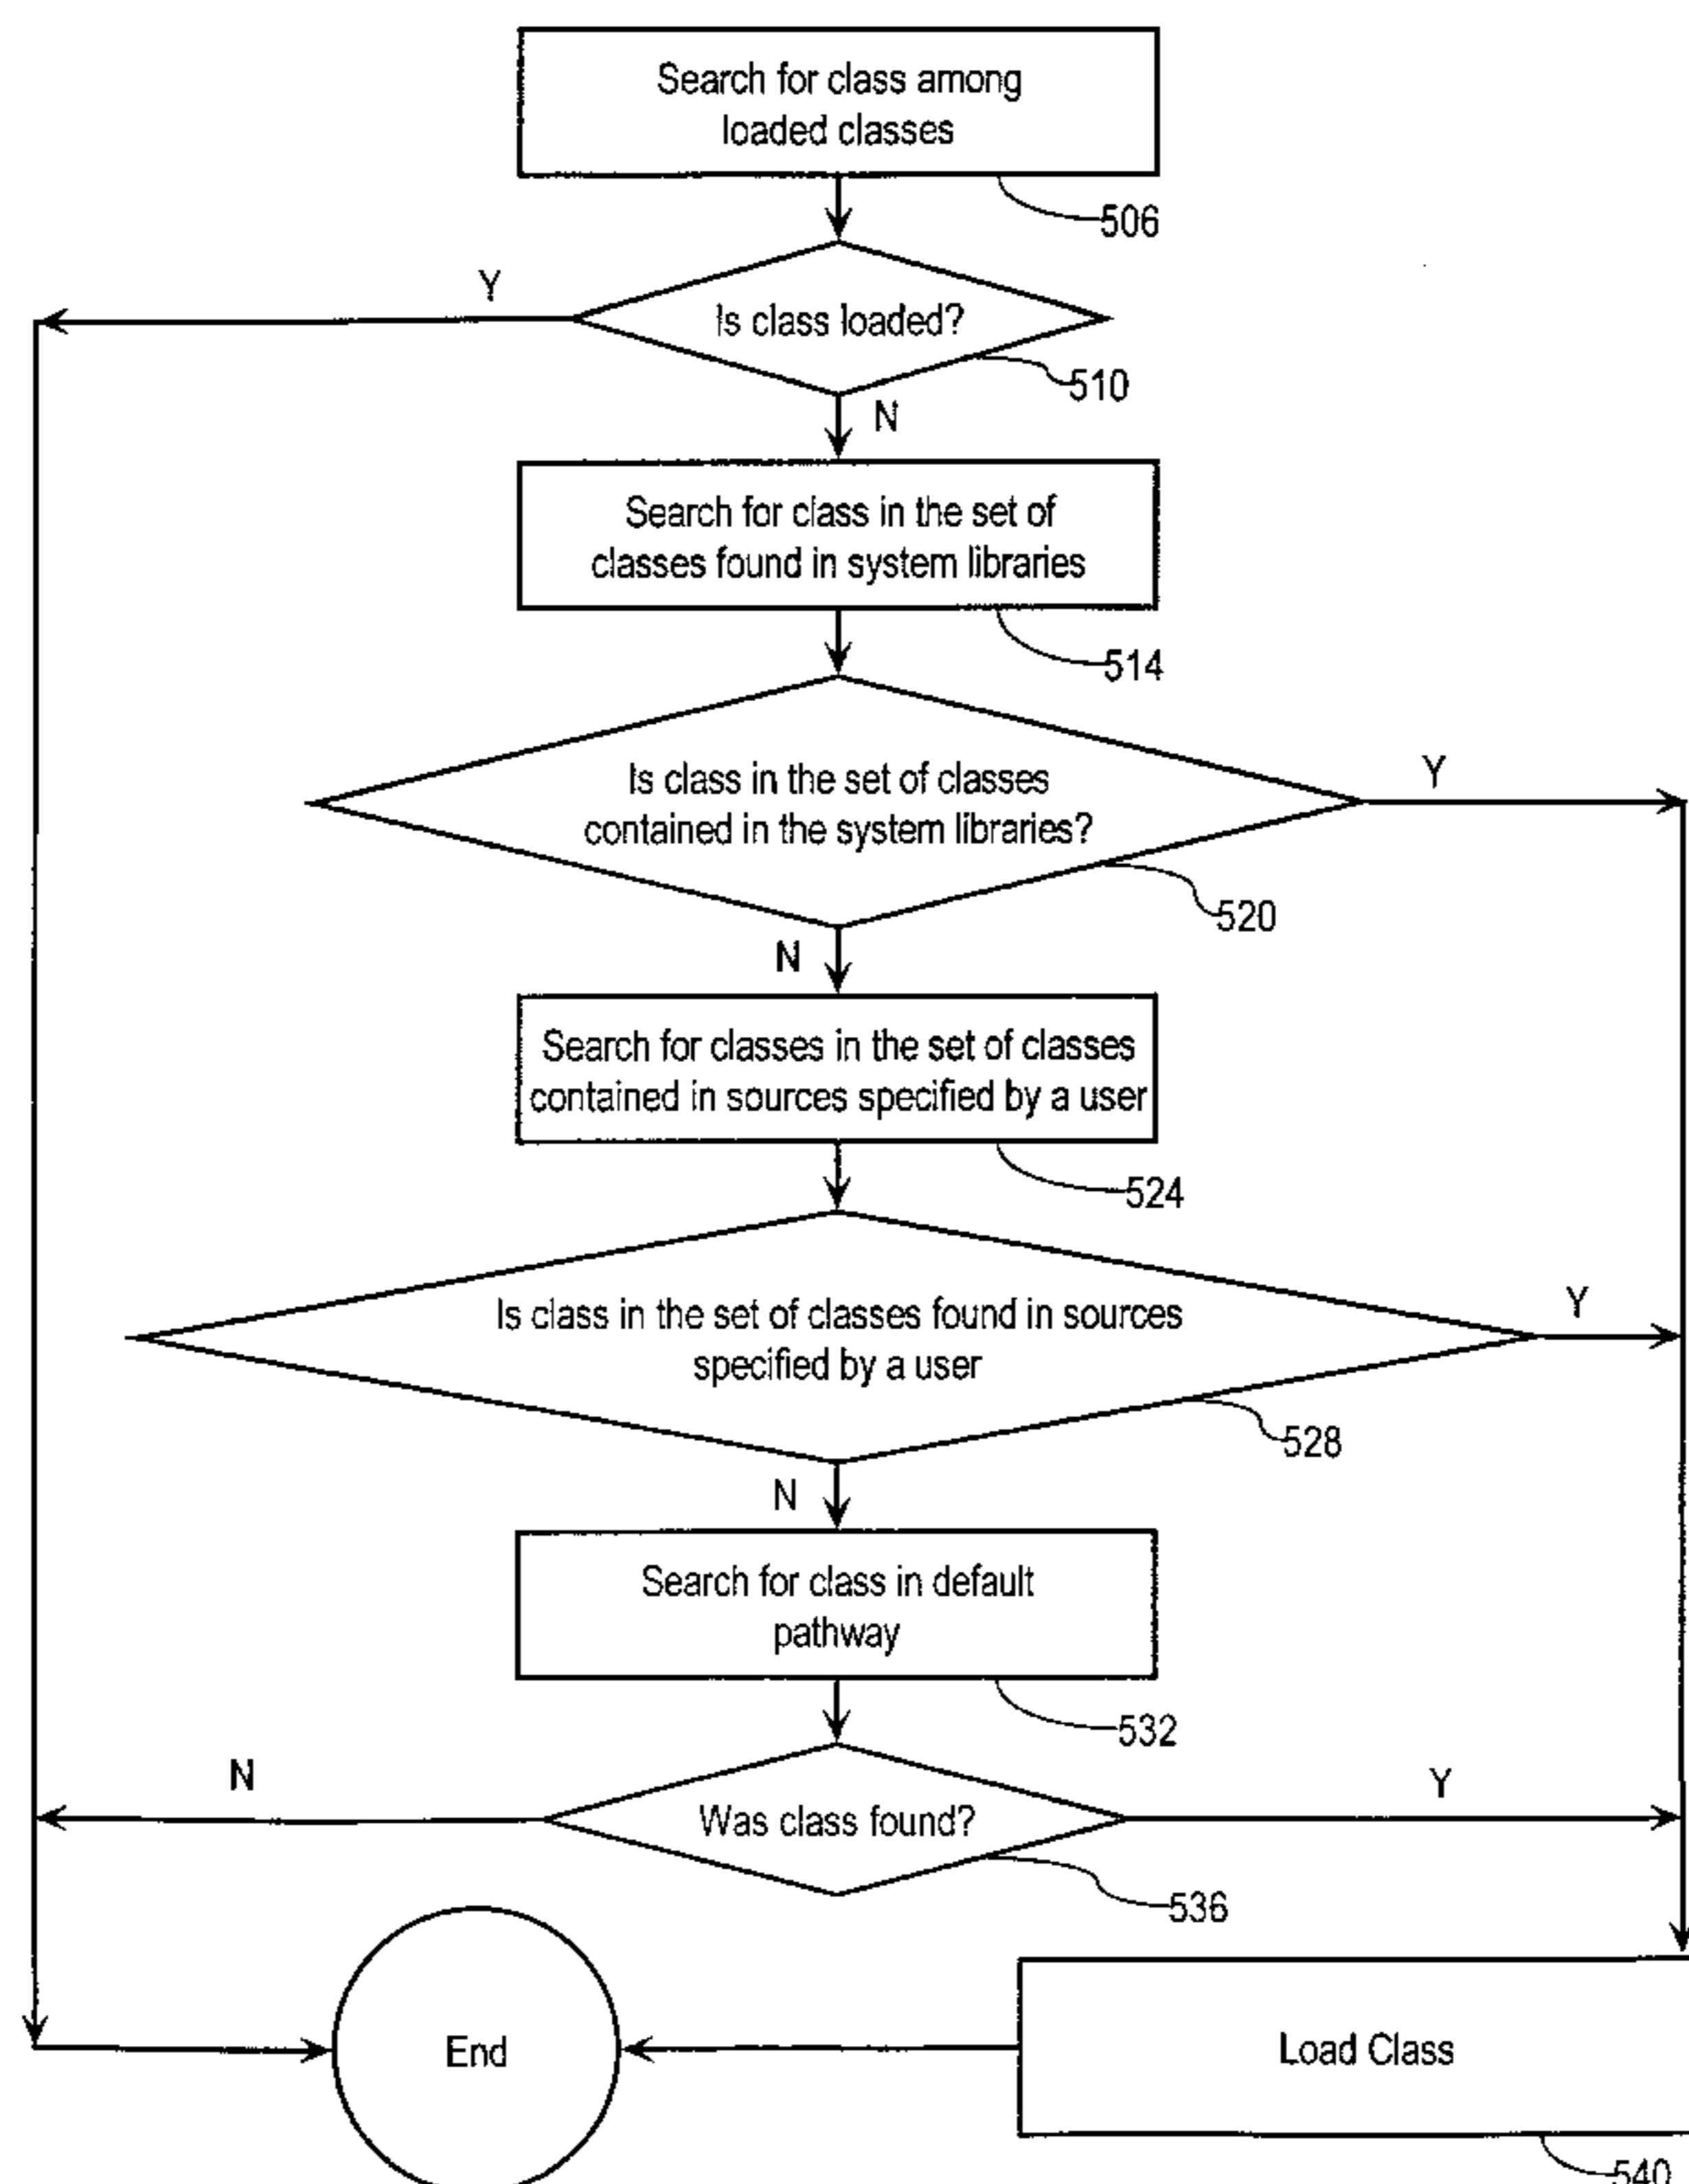 Search for class among
loaded classes
506
Y
Is class loaded?
510
N
Search for class in the set of
classes found in system libraries
514
Is class in the set of classes
contained in the system libraries?
Y
520
N
Search for classes in the set of classes
contained in sources specified by a user
524
Is class in the set of classes found in sources
specified by a user
Y
528
N
Search for class in default
pathway
532
N
Was class found?
Y
536
End
Load Class
540